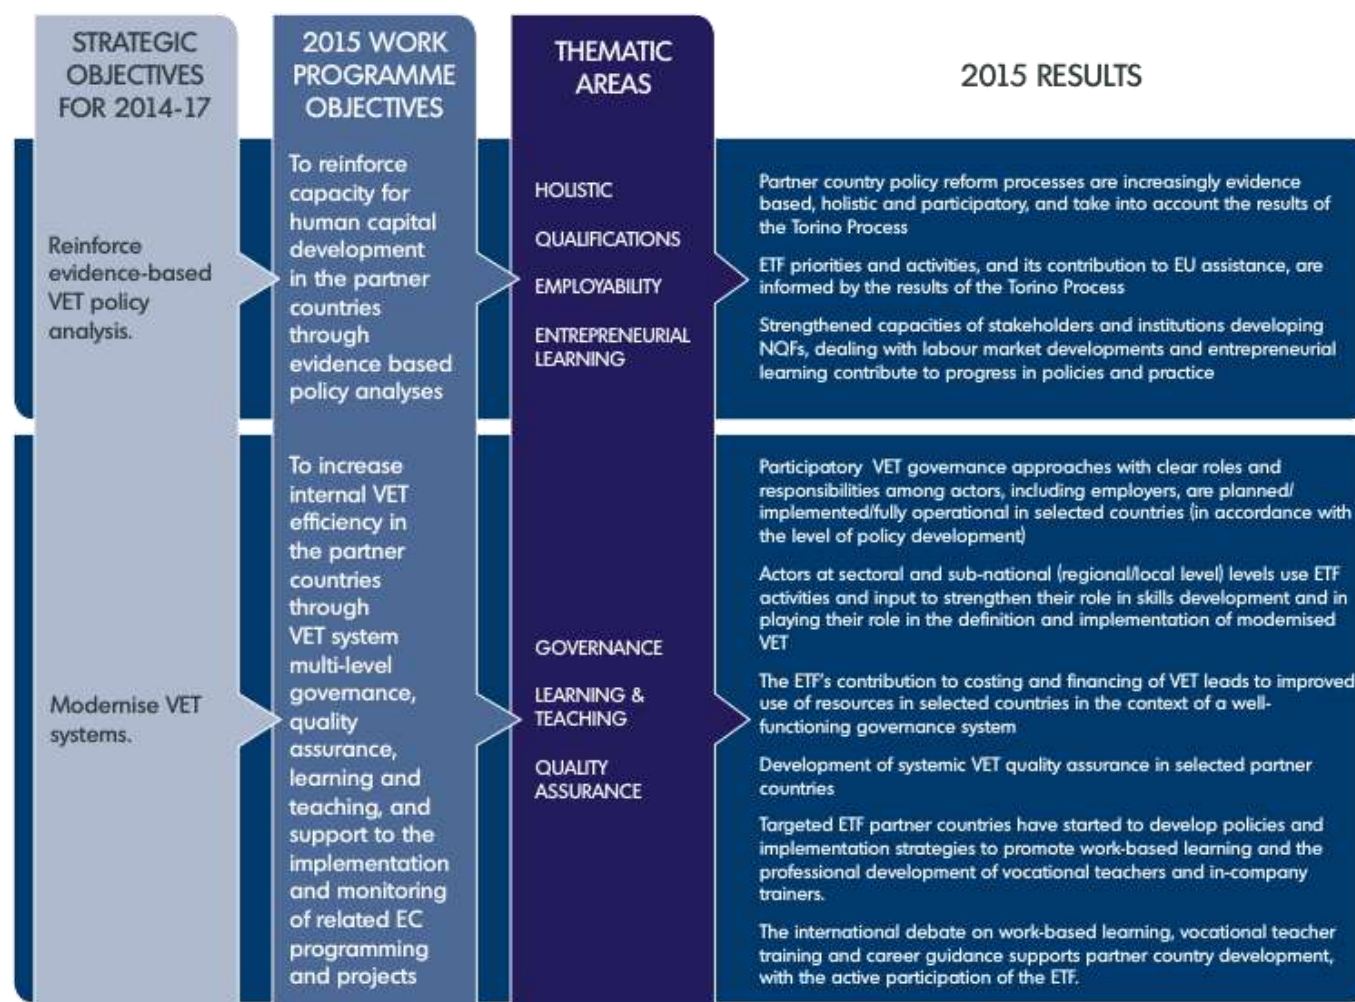 STRATEGIC
OBJECTIVES
FOR 2014-17
2015 WORK
PROGRAMME
OBJECTIVES
THEMATIC
AREAS
2015 RESULTS
Reinforce
evidence-based
VET policy
analysis.
To reinforce
capacity for
human capital
development
in the partner
countries
through
evidence based
policy analyses
HOLISTIC
QUALIFICATIONS
EMPLOYABILITY
ENTREPRENEURIAL
LEARNING
Partner country policy reform processes are increasingly evidence
based, holistic and participatory, and take into account the results of
the Torino Process
ETF priorities and activities, and its contribution to EU assistance, are
informed by the results of the Torino Process
Strengthened capacities of stakeholders and institutions developing
NQFs, dealing with labour market developments and entrepreneurial
learning contribute to progress in policies and practice
Modernise VET
systems.
To increase
internal VET
efficiency in
the partner
countries
through
VET system
multi-level
governance,
quality
assurance,
learning and
teaching, and
support to the
implementation
and monitoring
of related EC
programming
and projects
GOVERNANCE
LEARNING &
TEACHING
QUALITY
ASSURANCE
Participatory VET governance approaches with clear roles and
responsibilities among actors, including employers, are planned/
implemented/fully operational in selected countries (in accordance with
the level of policy development)
Actors at sectoral and sub-national (regional/local level) levels use ETF
activities and input to strengthen their role in skills development and in
playing their role in the definition and implementation of modernised
VET
The ETF's contribution to costing and financing of VET leads to improved
use of resources in selected countries in the context of a well-
functioning governance system
Development of systemic VET quality assurance in selected partner
countries
Targeted ETF partner countries have started to develop policies and
implementation strategies to promote work-based learning and the
professional development of vocational teachers and in-company
trainers.
The international debate on work-based learning, vocational teacher
training and career guidance supports partner country development,
with the active participation of the ETF.